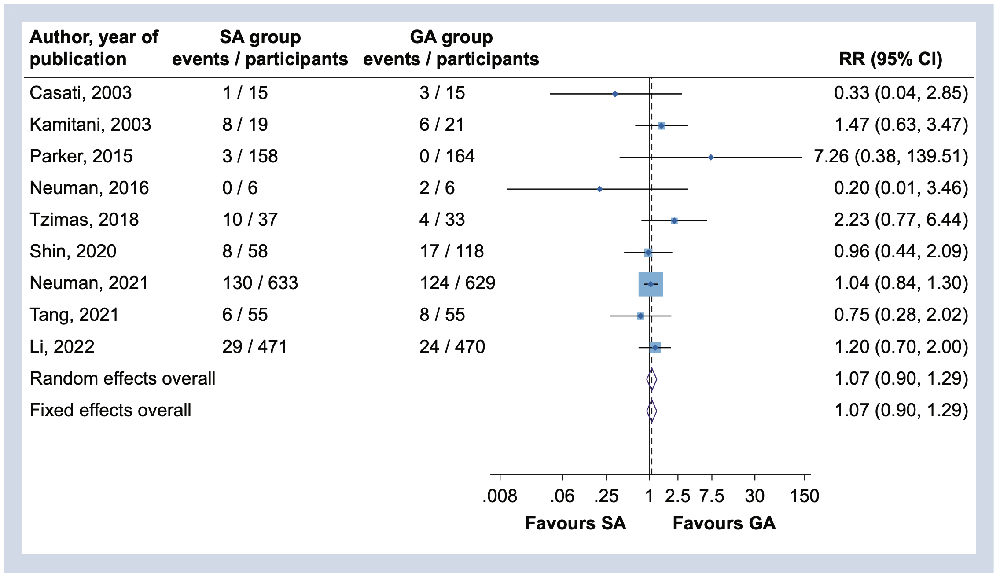 Author, year of publication
SA group events / participants
GA group events / participants
RR (95% CI)
Casati, 2003 1 / 15 3 / 15 0.33 (0.04, 2.85)
Kamitani, 2003 8 / 19 6 / 21 1.47 (0.63, 3.47)
Parker, 2015 3 / 158 0 / 164 7.26 (0.38, 139.51)
Neuman, 2016 0 / 6 2 / 6 0.20 (0.01, 3.46)
Tzimas, 2018 10 / 37 4 / 33 2.23 (0.77, 6.44)
Shin, 2020 8 / 58 17 / 118 0.96 (0.44, 2.09)
Neuman, 2021 130 / 633 124 / 629 1.04 (0.84, 1.30)
Tang, 2021 6 / 55 8 / 55 0.75 (0.28, 2.02)
Li, 2022 29 / 471 24 / 470 1.20 (0.70, 2.00)
Random effects overall 1.07 (0.90, 1.29)
Fixed effects overall 1.07 (0.90, 1.29)
.008 .06 .25 1 2.5 7.5 30 150
Favours SA Favours GA